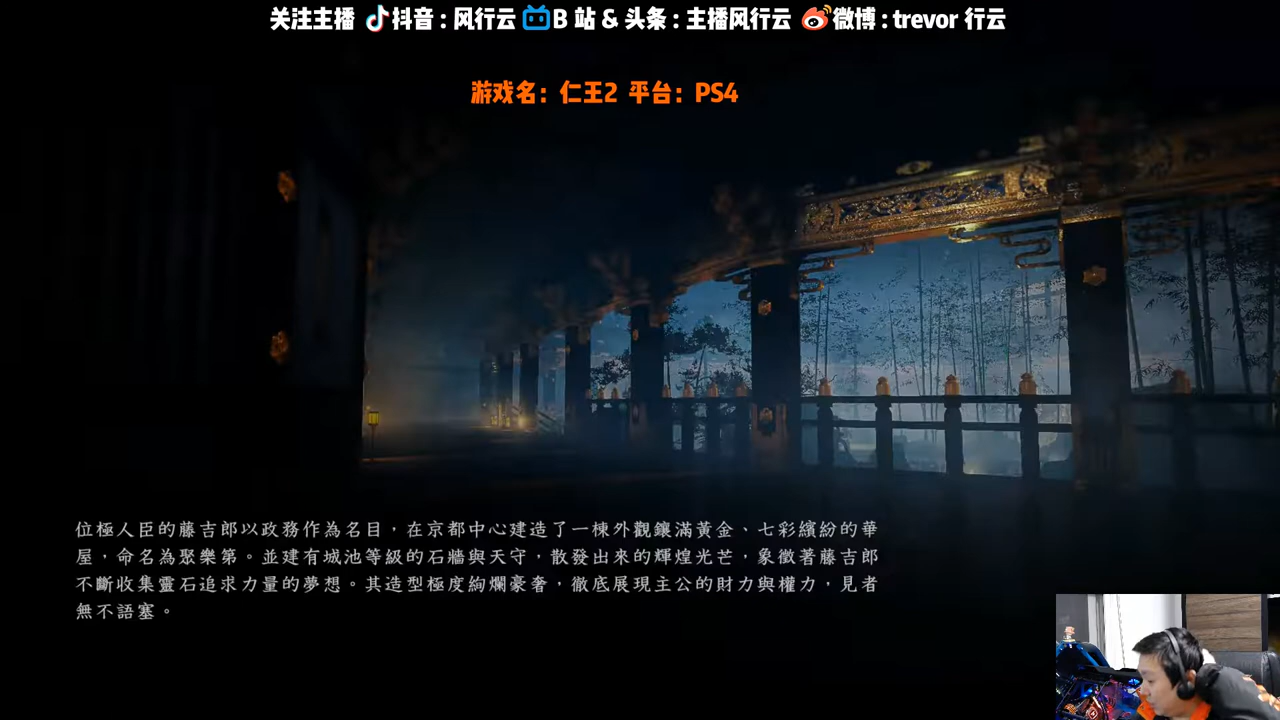 关注主播 抖音 : 风行云 B 站 & 头条 : 主播风行云 微博 : trevor 行云
游戏名：仁王2 平台：PS4
位極人臣的藤吉郎以政務作為名目，在京都中心建造了一棟外觀鑲滿黃金、七彩繽紛的華
屋，命名為聚樂第。並建有城池等級的石牆與天守，散發出來的輝煌光芒，象徵著藤吉郎
不斷收集靈石追求力量的夢想。其造型極度絢爛豪奢，徹底展現主公的財力與權力，見者
無不語塞。